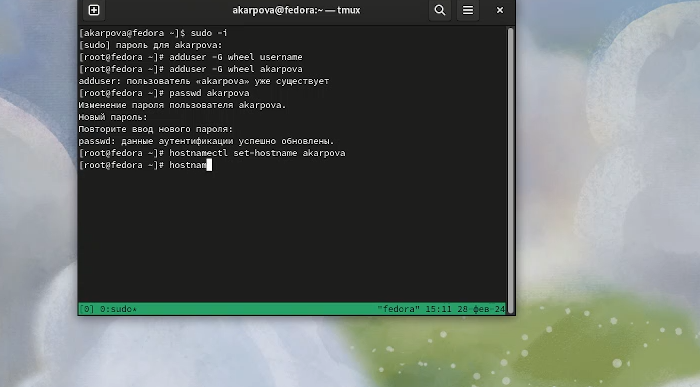 akarpova@fedora:~ — tmux
[akarpova@fedora ~]$ sudo -i
[sudo] пароль для akarpova:
[root@fedora ~]# adduser -G wheel username
[root@fedora ~]# adduser -G wheel akarpova
adduser: пользователь «akarpova» уже существует
[root@fedora ~]# passwd akarpova
Изменение пароля пользователя akarpova.
Новый пароль:
Повторите ввод нового пароля:
passwd: данные аутентификации успешно обновлены.
[root@fedora ~]# hostnamectl set-hostname akarpova
[root@fedora ~]# hostnam
[0] 0:sudo* "fedora" 15:11 28-фев-24